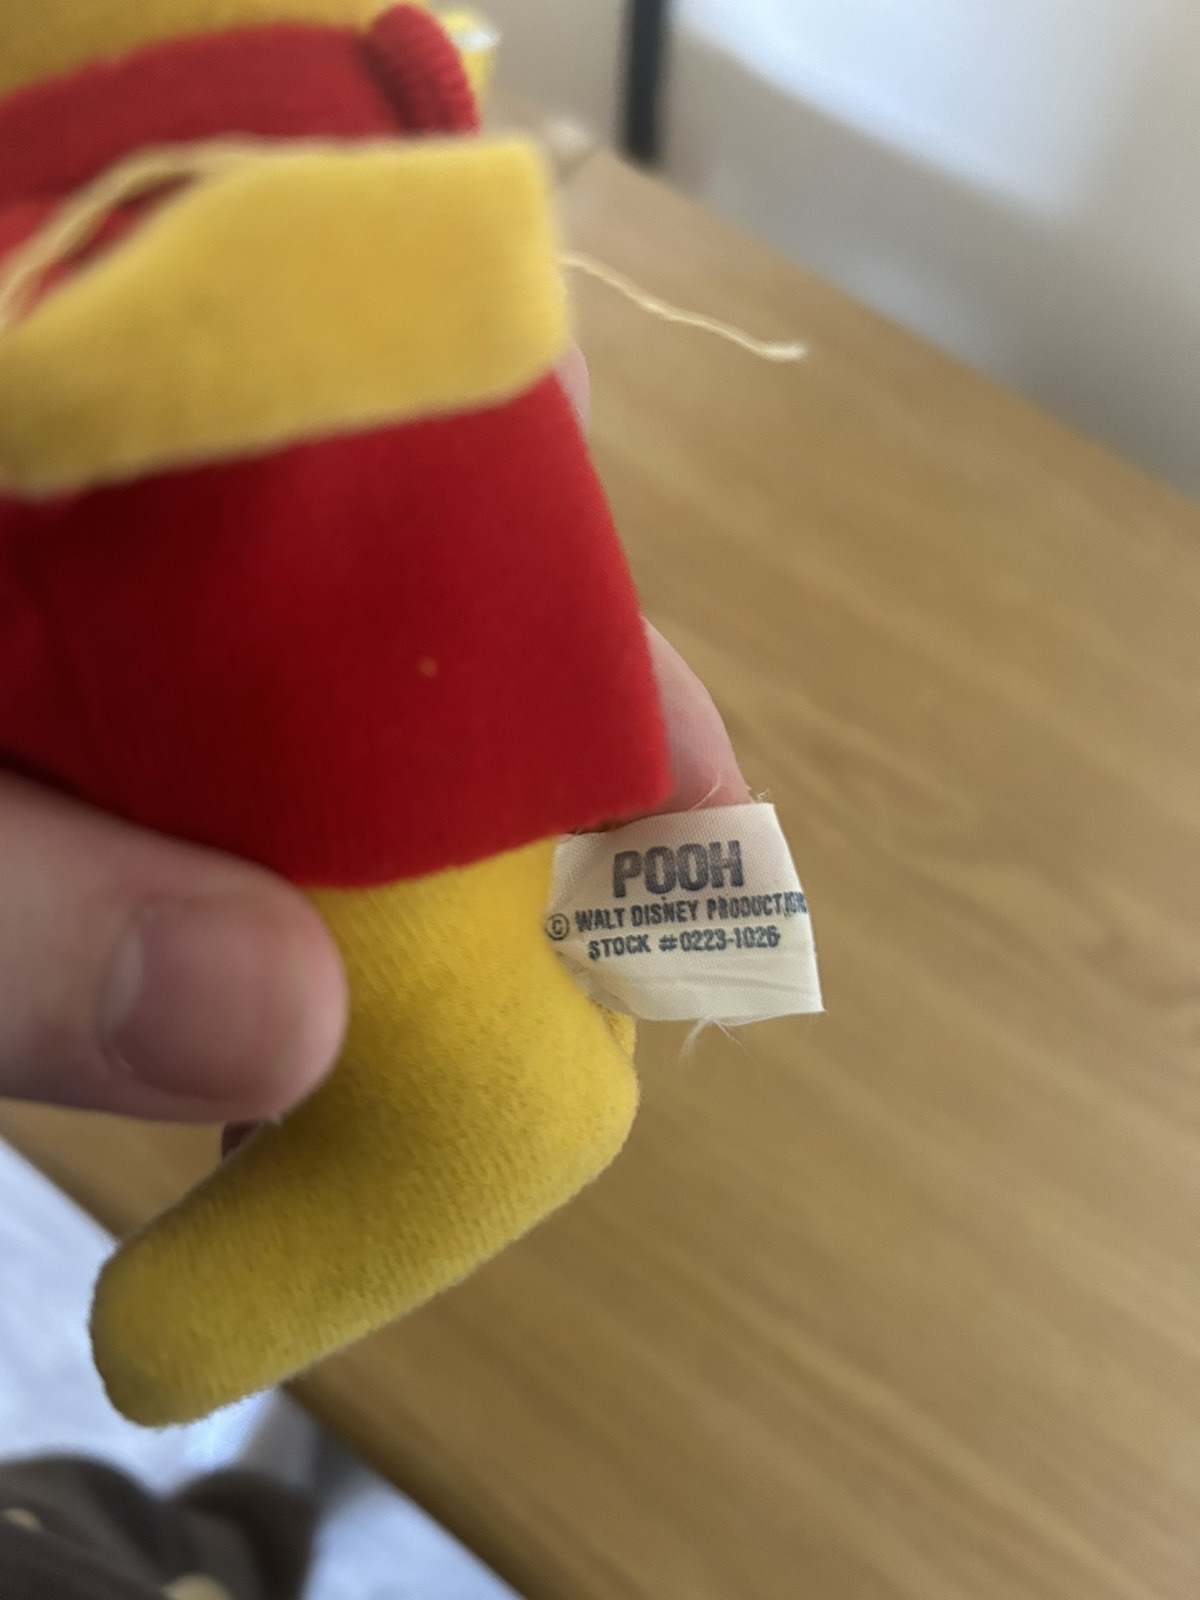 POOH
© WALT DISNEY PRODUCTIONS
STOCK #0223-1026